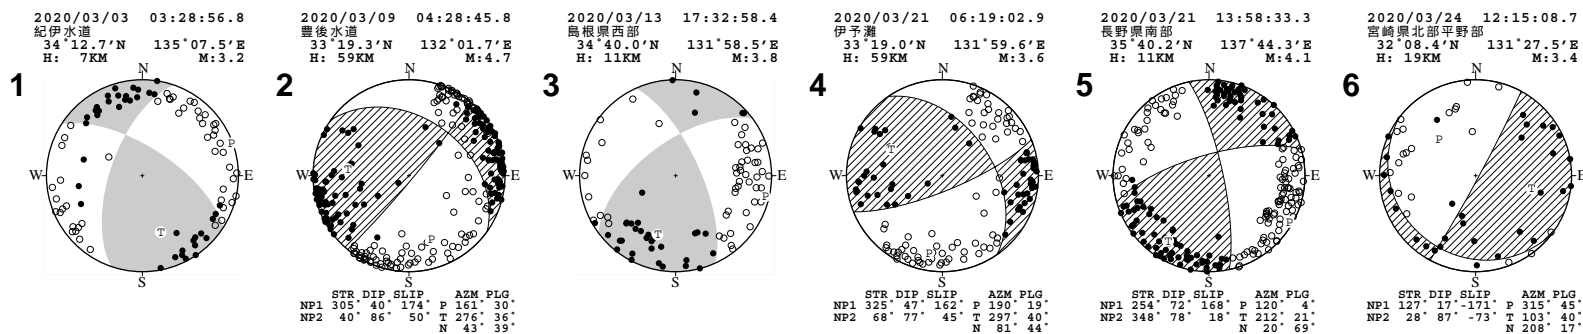 1
2020/03/03 03:28:56.8
紀伊水道
34°12.7'N 135°07.5'E
H: 7KM M:3.2
N
W
E
S
P
T
2
2020/03/09 04:28:45.8
豊後水道
33°19.3'N 132°01.7'E
H: 59KM M:4.7
N
W
E
S
T
P
STR DIP SLIP AZM PLG
NP1 305° 40° 174° P 161° 30°
NP2 40° 86° 50° T 276° 36°
N 43° 39°
3
2020/03/13 17:32:58.4
島根県西部
34°40.0'N 131°58.5'E
H: 11KM M:3.8
N
W
E
S
P
T
4
2020/03/21 06:19:02.9
伊予灘
33°19.0'N 131°59.6'E
H: 59KM M:3.6
N
W
E
S
T
P
STR DIP SLIP AZM PLG
NP1 325° 47° 162° P 190° 19°
NP2 68° 77° 45° T 297° 40°
N 81° 44°
5
2020/03/21 13:58:33.3
長野県南部
35°40.2'N 137°44.3'E
H: 11KM M:4.1
N
W
E
S
P
T
STR DIP SLIP AZM PLG
NP1 254° 72° 168° P 120° 4°
NP2 348° 78° 18° T 212° 21°
N 20° 69°
6
2020/03/24 12:15:08.7
宮崎県北部平野部
32°08.4'N 131°27.5'E
H: 19KM M:3.4
N
W
E
S
P
T
STR DIP SLIP AZM PLG
NP1 127° 17° -171° P 315° 45°
NP2 28° 87° -73° T 103° 40°
N 208° 17°